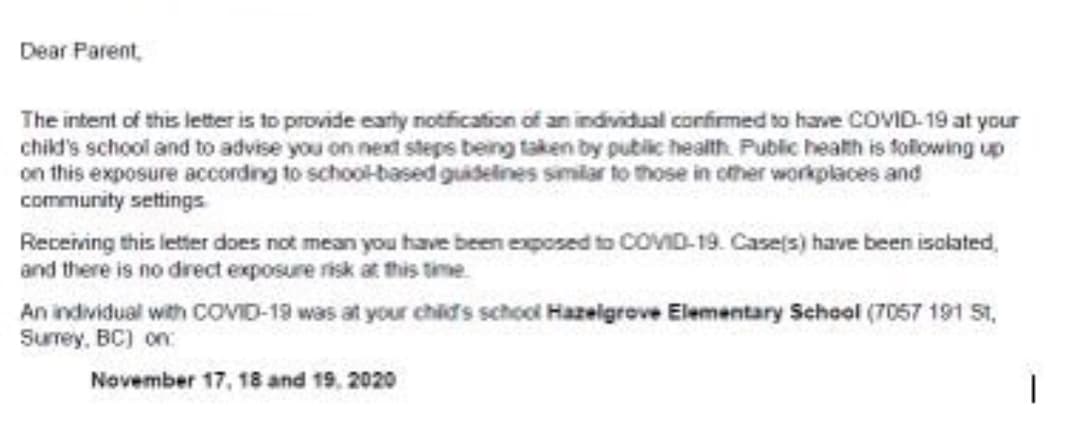 Dear Parent,
The intent of this letter is to provide early notification of an individual confirmed to have COVID-19 at your
child's school and to advise you on next steps being taken by public health. Public health is following up
on this exposure according to school-based guidelines similar to those in other workplaces and
community settings.
Receiving this letter does not mean you have been exposed to COVID-19. Case(s) have been isolated,
and there is no direct exposure risk at this time.
An individual with COVID-19 was at your child's school Hazelgrove Elementary School (7057 191 St,
Surrey, BC) on:
November 17, 18 and 19, 2020